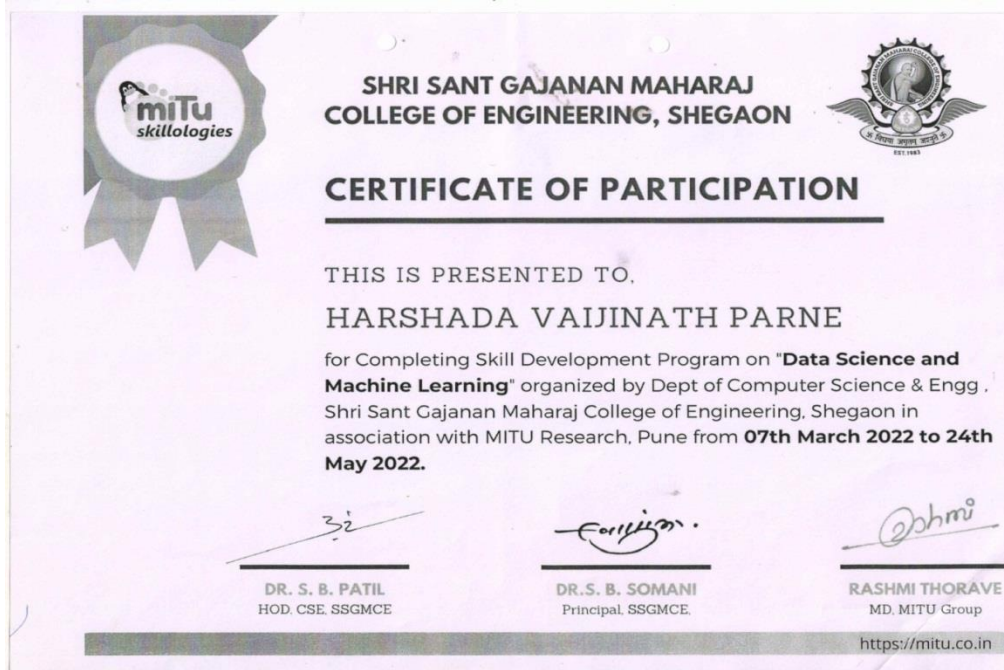 miTu
skillologies
SHRI SANT GAJANAN MAHARAJ
COLLEGE OF ENGINEERING, SHEGAON
EST. 1983
CERTIFICATE OF PARTICIPATION
THIS IS PRESENTED TO,
HARSHADA VAIJINATH PARNE
for Completing Skill Development Program on "Data Science and
Machine Learning" organized by Dept of Computer Science & Engg ,
Shri Sant Gajanan Maharaj College of Engineering, Shegaon in
association with MITU Research, Pune from 07th March 2022 to 24th
May 2022.
Rashmi
DR. S. B. PATIL
DR.S. B. SOMANI
RASHMI THORAVE
HOD, CSE, SSGMCE
Principal, SSGMCE,
MD, MITU Group
https://mitu.co.in